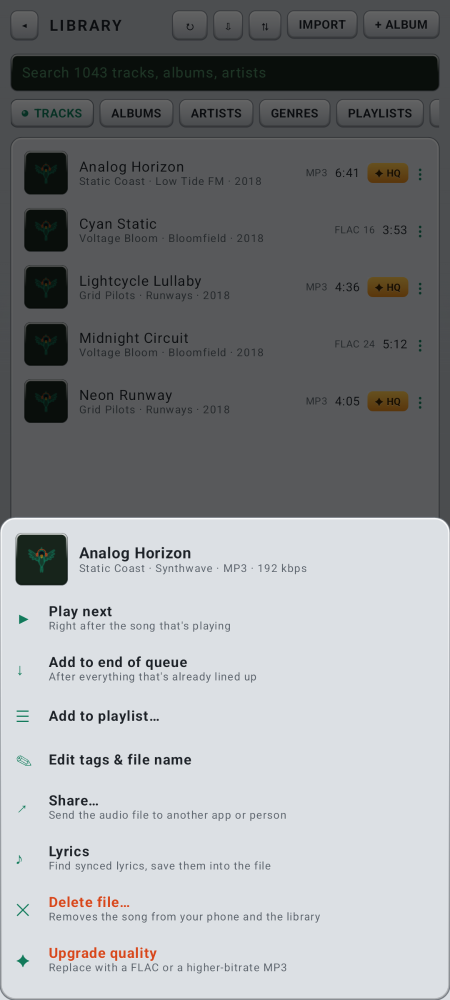 LIBRARY
IMPORT
+ ALBUM
Search 1043 tracks, albums, artists
TRACKS
ALBUMS
ARTISTS
GENRES
PLAYLISTS
Analog Horizon
Static Coast · Low Tide FM · 2018
MP3 6:41 ✦ HQ
Cyan Static
Voltage Bloom · Bloomfield · 2018
FLAC 16 3:53
Lightcycle Lullaby
Grid Pilots · Runways · 2018
MP3 4:36 ✦ HQ
Midnight Circuit
Voltage Bloom · Bloomfield · 2018
FLAC 24 5:12
Neon Runway
Grid Pilots · Runways · 2018
MP3 4:05 ✦ HQ
Analog Horizon
Static Coast · Synthwave · MP3 · 192 kbps
Play next
Right after the song that's playing
Add to end of queue
After everything that's already lined up
Add to playlist…
Edit tags & file name
Share…
Send the audio file to another app or person
Lyrics
Find synced lyrics, save them into the file
Delete file…
Removes the song from your phone and the library
Upgrade quality
Replace with a FLAC or a higher-bitrate MP3